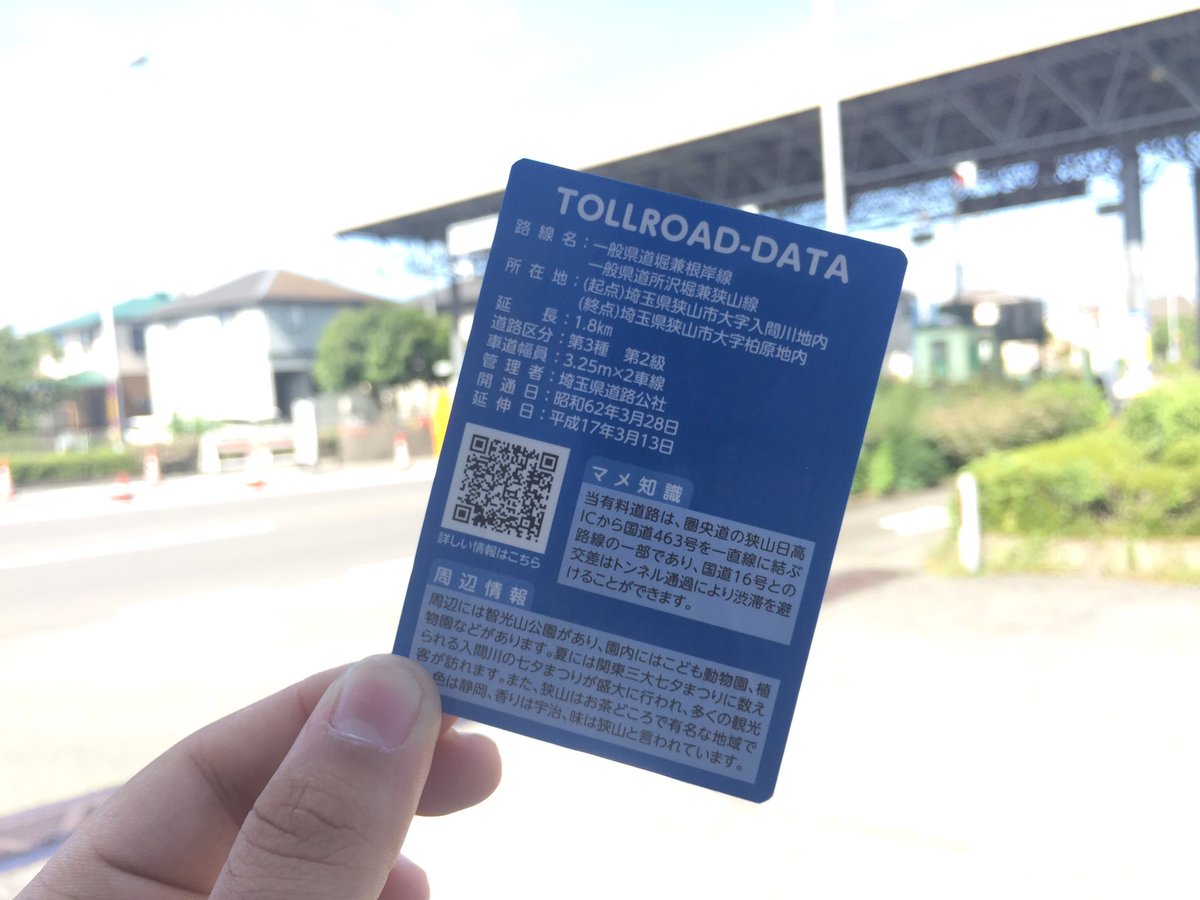 TOLLROAD-DATA
路線名：一般県道堀兼根岸線
一般県道所沢堀兼狭山線
所在地：(起点)埼玉県狭山市大字入間川地内
(終点)埼玉県狭山市大字柏原地内
延長：1.8㎞
道路区分：第3種　第2級
車道幅員：3.25m×2車線
管理者：埼玉県道路公社
開通日：昭和62年3月28日
延伸日：平成17年3月13日
詳しい情報はこちら
マメ知識
当有料道路は、圏央道の狭山日高
ICから国道463号を一直線に結ぶ
路線の一部であり、国道16号との
交差はトンネル通過により渋滞を避
けることができます。
周辺情報
周辺には智光山公園があり、園内にはこども動物園、植
物園などがあります。夏には関東三大七夕まつりに数え
られる入間川の七夕まつりが盛大に行われ、多くの観光
客が訪れます。また、狭山はお茶どころで有名な地域で
色は静岡、香りは宇治、味は狭山と言われています。